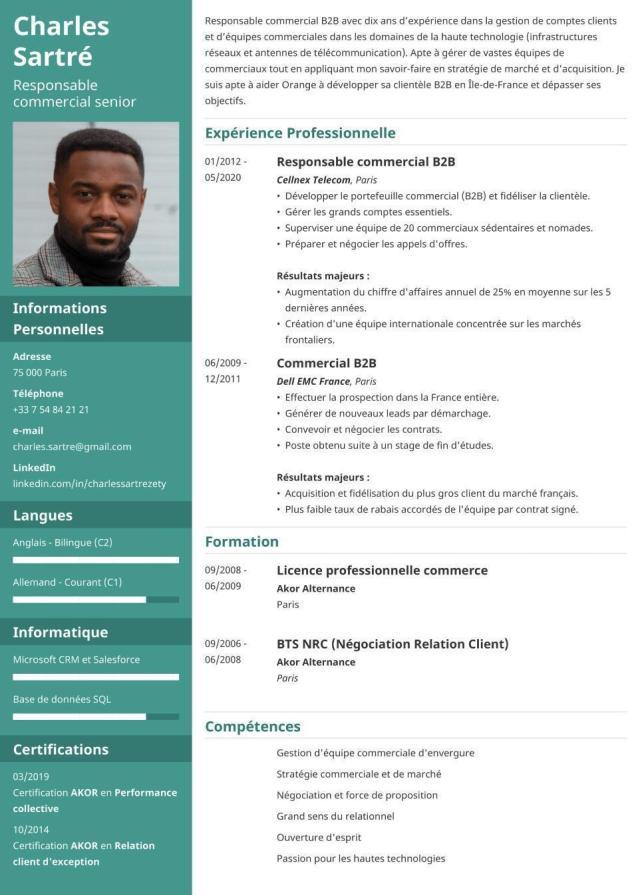 Charles
Sartré
Responsable
commercial senior
Informations
Personnelles
Adresse
75 000 Paris
Téléphone
+33 7 54 84 21 21
e-mail
charles.sartre@gmail.com
LinkedIn
linkedin.com/in/charlessartrezety
Langues
Anglais - Bilingue (C2)
Allemand - Courant (C1)
Informatique
Microsoft CRM et Salesforce
Base de données SQL
Certifications
03/2019
Certification AKOR en Performance
collective
10/2014
Certification AKOR en Relation
client d'exception
Responsable commercial B2B avec dix ans d'expérience dans la gestion de comptes clients
et d'équipes commerciales dans les domaines de la haute technologie (infrastructures
réseaux et antennes de télécommunication). Apte à gérer de vastes équipes de
commerciaux tout en appliquant mon savoir-faire en stratégie de marché et d'acquisition. Je
suis apte à aider Orange à développer sa clientèle B2B en Île-de-France et dépasser ses
objectifs.
Expérience Professionnelle
01/2012 -
05/2020
Responsable commercial B2B
Cellnex Telecom, Paris
• Développer le portefeuille commercial (B2B) et fidéliser la clientèle.
• Gérer les grands comptes essentiels.
• Superviser une équipe de 20 commerciaux sédentaires et nomades.
• Préparer et négocier les appels d'offres.
Résultats majeurs :
• Augmentation du chiffre d'affaires annuel de 25% en moyenne sur les 5
dernières années.
• Création d'une équipe internationale concentrée sur les marchés
frontaliers.
06/2009 -
12/2011
Commercial B2B
Dell EMC France, Paris
• Effectuer la prospection dans la France entière.
• Générer de nouveaux leads par démarchage.
• Convevoir et négocier les contrats.
• Poste obtenu suite à un stage de fin d'études.
Résultats majeurs :
• Acquisition et fidélisation du plus gros client du marché français.
• Plus faible taux de rabais accordés de l'équipe par contrat signé.
Formation
09/2008 -
06/2009
Licence professionnelle commerce
Akor Alternance
Paris
09/2006 -
06/2008
BTS NRC (Négociation Relation Client)
Akor Alternance
Paris
Compétences
Gestion d'équipe commerciale d'envergure
Stratégie commerciale et de marché
Négociation et force de proposition
Grand sens du relationnel
Ouverture d'esprit
Passion pour les hautes technologies